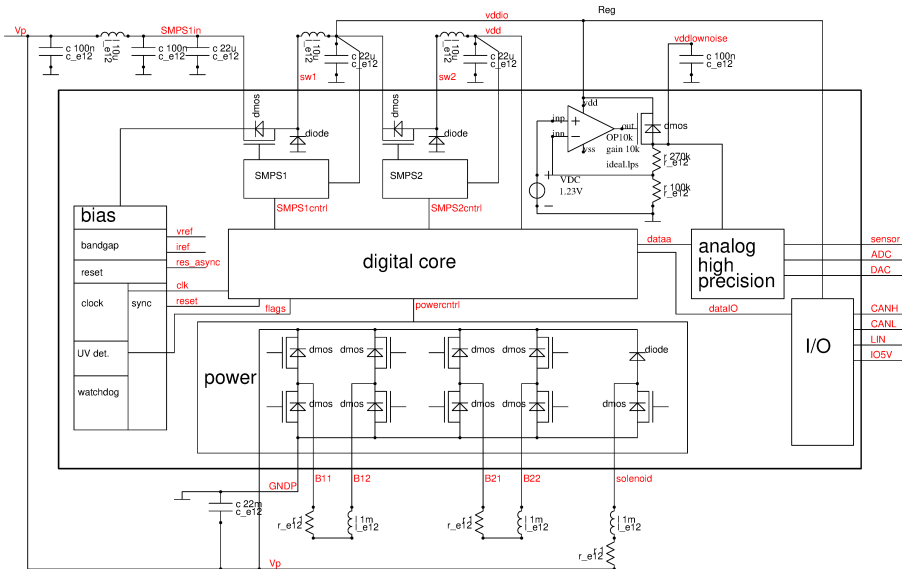 Vp
SMPS1in
vddio
Reg
c 100n
c_e12
l 10u
l_e12
c 100n
c_e12
c 22u
c_e12
l 10u
l_e12
c 22u
c_e12
l 10u
l_e12
vdd
c 22u
c_e12
vddlownoise
c 100n
c_e12
sw1
sw2
dmos
diode
dmos
diode
vdd
inp
inn
out
vss
OP10k
gain 10k
ideal.lps
dmos
r 270k
r_e12
r 100k
r_e12
VDC
1.23V
SMPS1
SMPS2
SMPS1cntrl
SMPS2cntrl
bias
bandgap
reset
clock
sync
UV det.
watchdog
vref
iref
res_async
clk
reset
flags
digital core
powercntrl
dataa
dataIO
analog
high
precision
sensor
ADC
DAC
I/O
CANH
CANL
LIN
IO5V
power
dmos
dmos
dmos
dmos
diode
dmos
dmos
dmos
dmos
dmos
GNDP
B11
B12
B21
B22
solenoid
c 22m
c_e12
r 1
r_e12
l 1m
l_e12
r 1
r_e12
l 1m
l_e12
l 1m
l_e12
r 1
r_e12
Vp